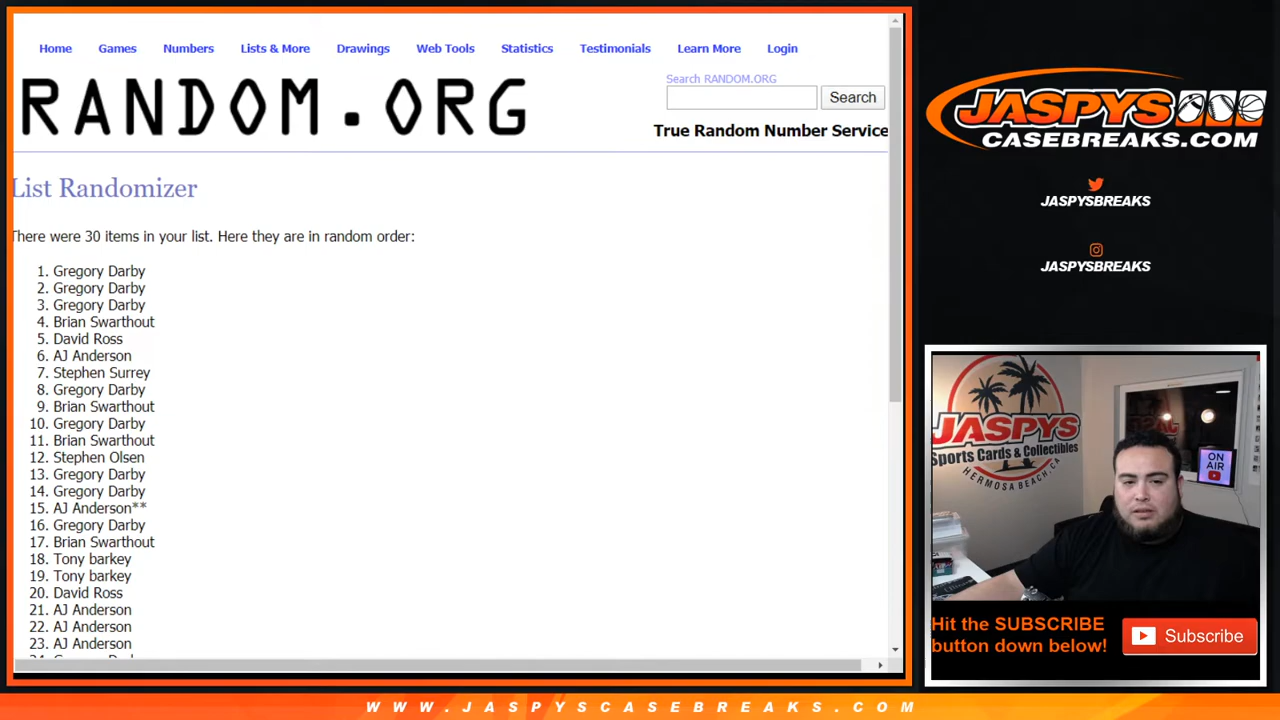 Home Games Numbers Lists & More Drawings Web Tools Statistics Testimonials Learn More Login
RANDOM.ORG
Search RANDOM.ORG
Search
True Random Number Service
List Randomizer
There were 30 items in your list. Here they are in random order:
1. Gregory Darby
2. Gregory Darby
3. Gregory Darby
4. Brian Swarthout
5. David Ross
6. AJ Anderson
7. Stephen Surrey
8. Gregory Darby
9. Brian Swarthout
10. Gregory Darby
11. Brian Swarthout
12. Stephen Olsen
13. Gregory Darby
14. Gregory Darby
15. AJ Anderson**
16. Gregory Darby
17. Brian Swarthout
18. Tony barkey
19. Tony barkey
20. David Ross
21. AJ Anderson
22. AJ Anderson
23. AJ Anderson
JASPYS
CASEBREAKS.COM
JASPYSBREAKS
JASPYSBREAKS
JASPYS
Sports Cards & Collectibles
HERMOSA BEACH, CA
ON
AIR
Hit the SUBSCRIBE
button down below!
Subscribe
WWW.JASPYSCASEBREAKS.COM